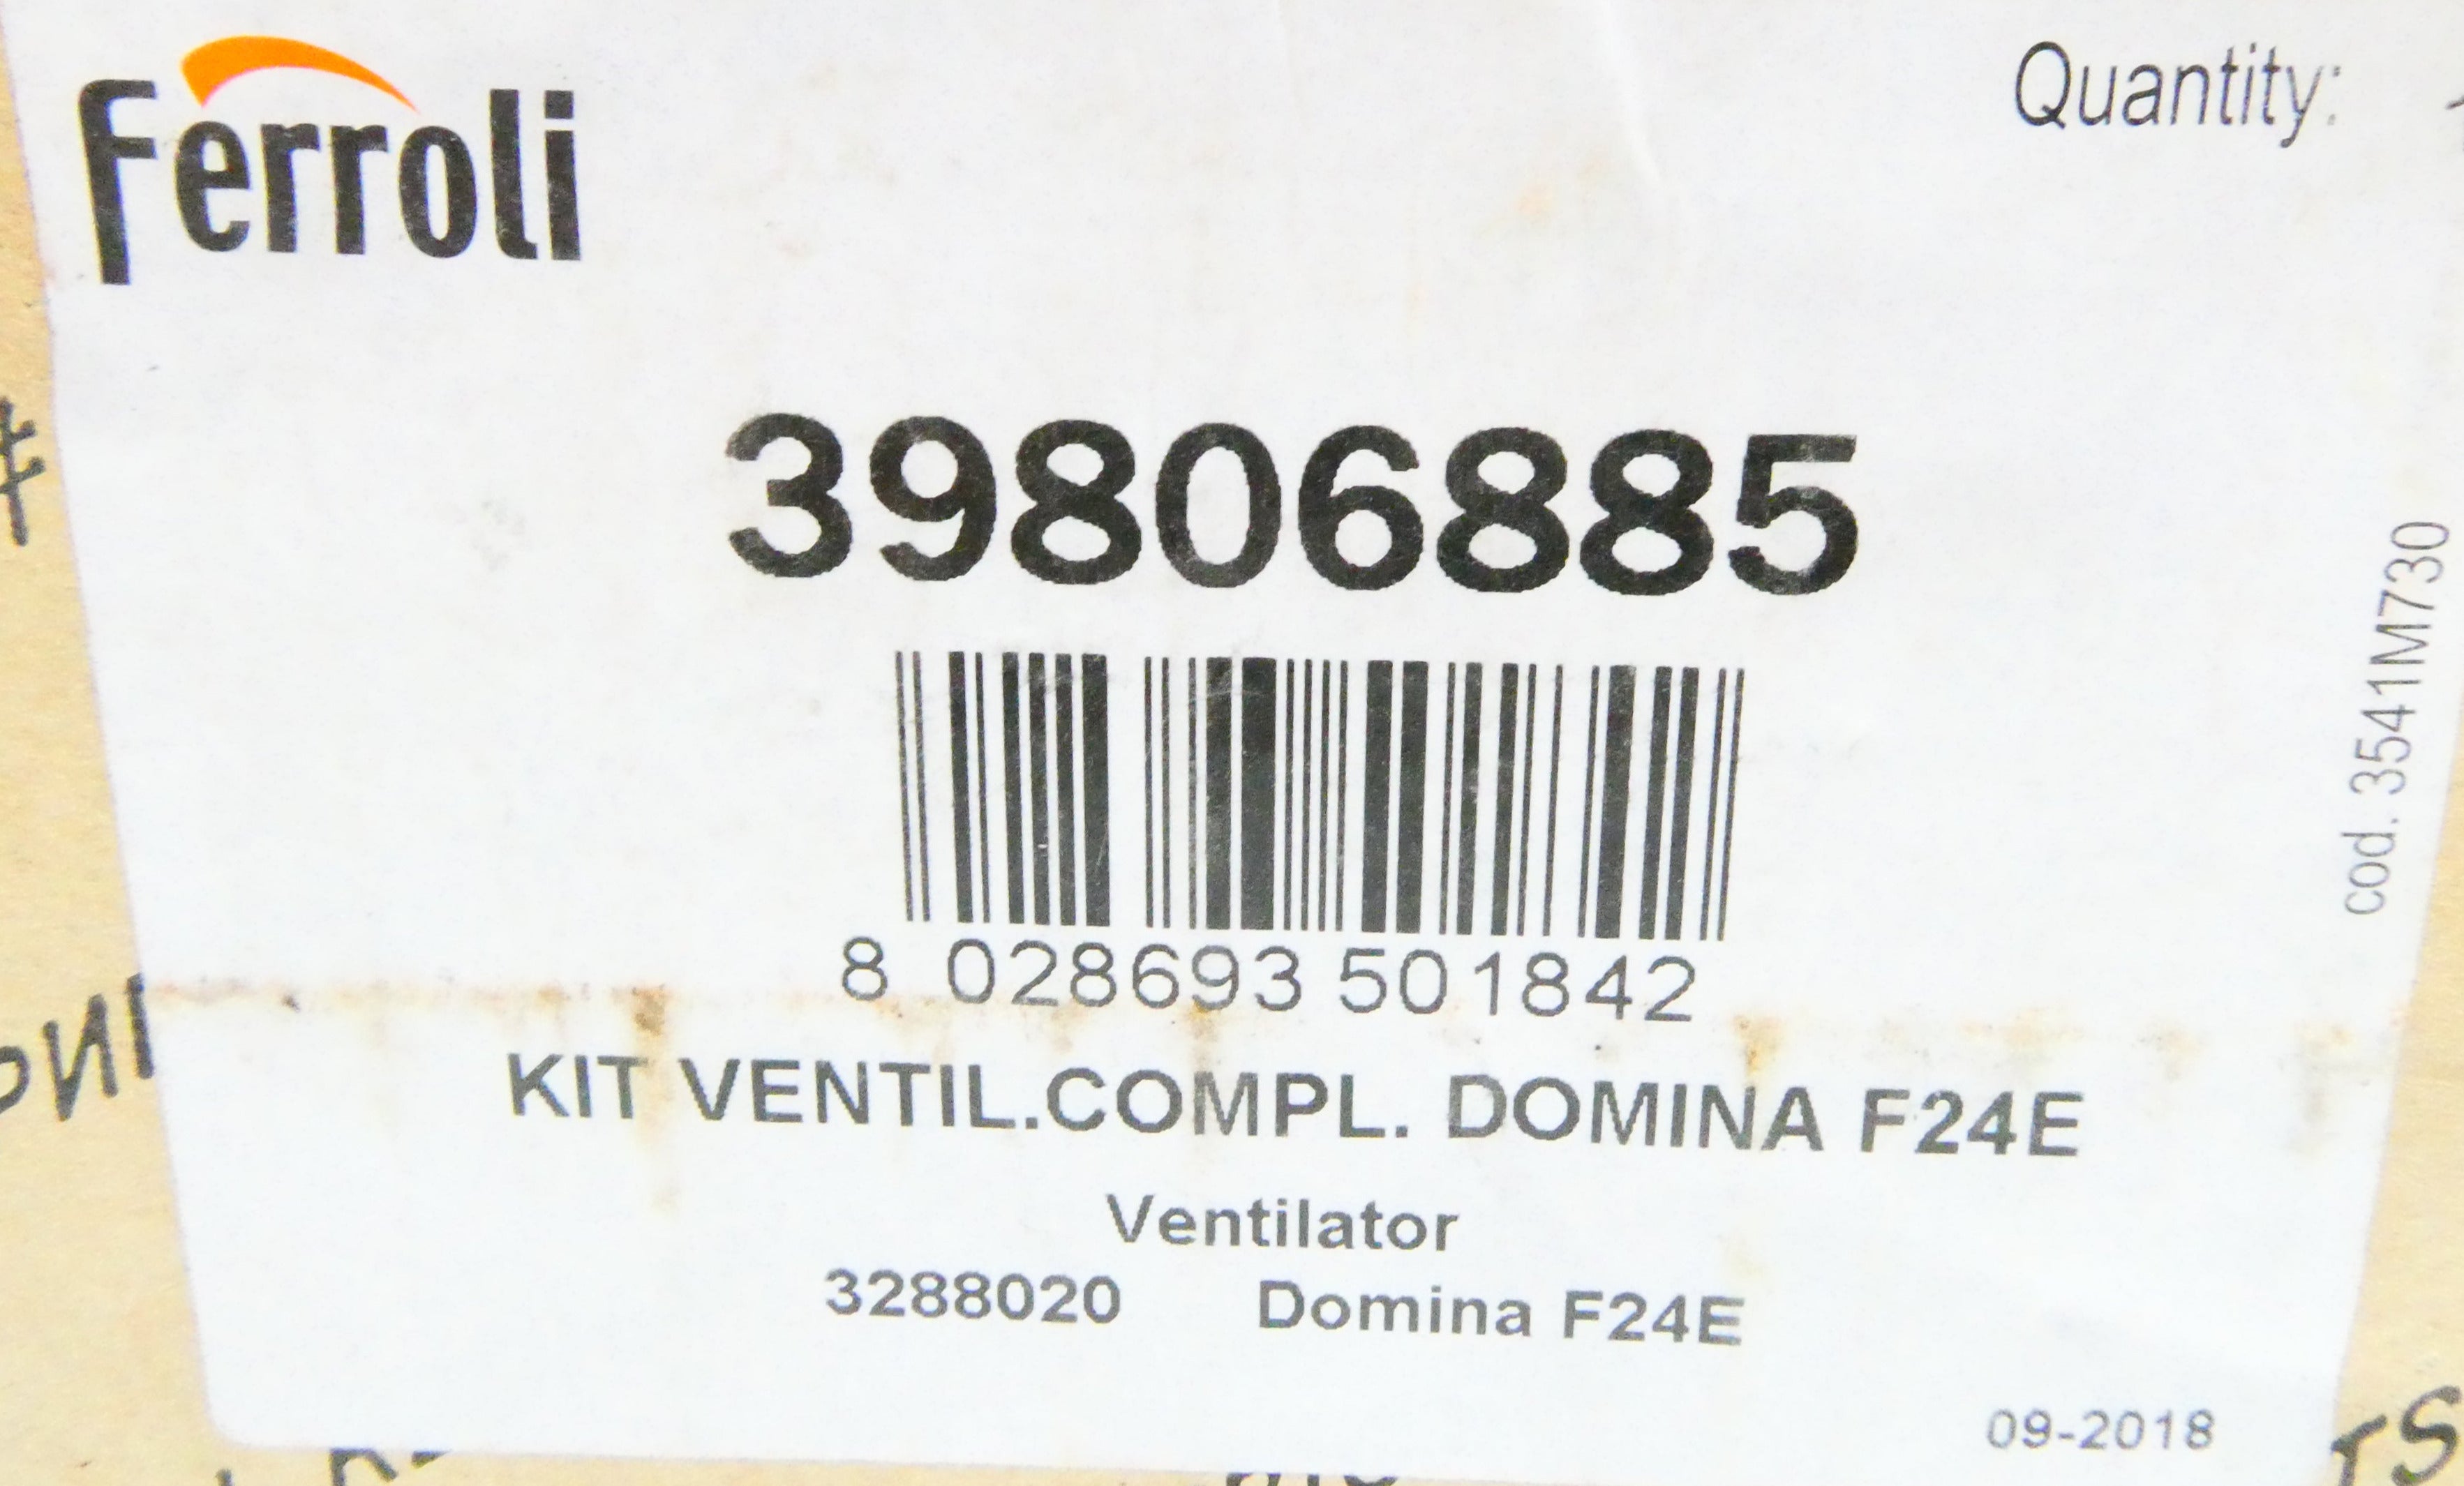 Ferroli
Quantity:
39806885
cod. 3541M730
8 028693 501842
KIT VENTIL.COMPL. DOMINA F24E
Ventilator
3288020 Domina F24E
09-2018